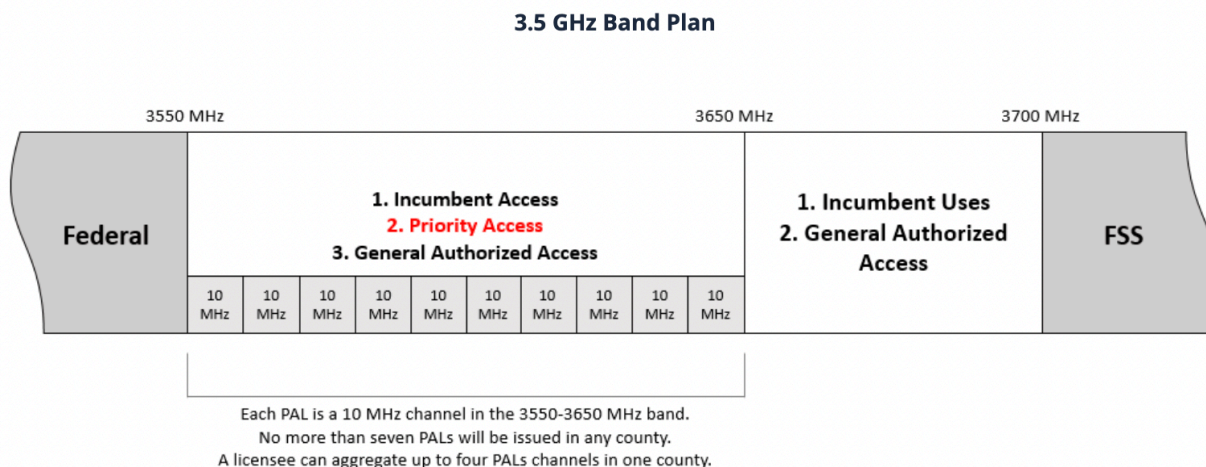 3.5 GHz Band Plan
3550 MHz
3650 MHz
3700 MHz
Federal
1. Incumbent Access
2. Priority Access
3. General Authorized Access
1. Incumbent Uses
2. General Authorized
Access
FSS
10
MHz
10
MHz
10
MHz
10
MHz
10
MHz
10
MHz
10
MHz
10
MHz
10
MHz
10
MHz
Each PAL is a 10 MHz channel in the 3550-3650 MHz band.
No more than seven PALs will be issued in any county.
A licensee can aggregate up to four PALs channels in one county.